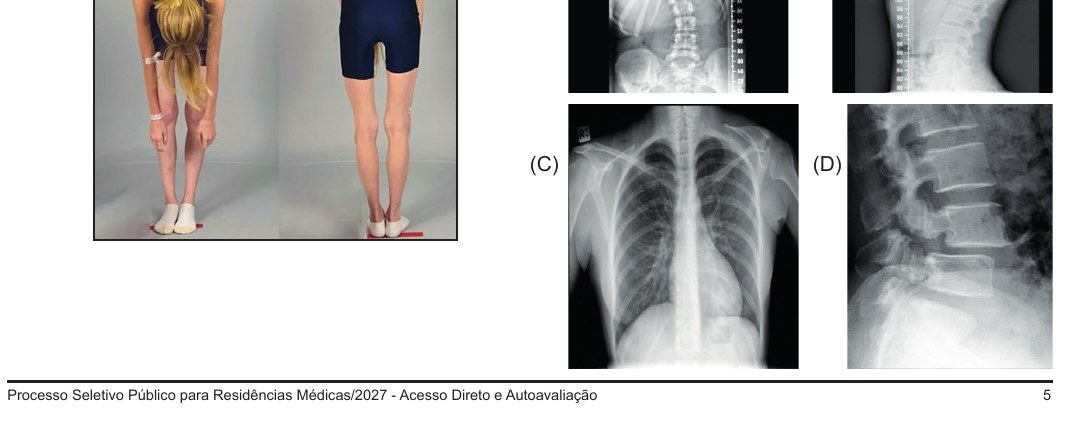 (C)
(D)
Processo Seletivo Público para Residências Médicas/2027 - Acesso Direto e Autoavaliação
5